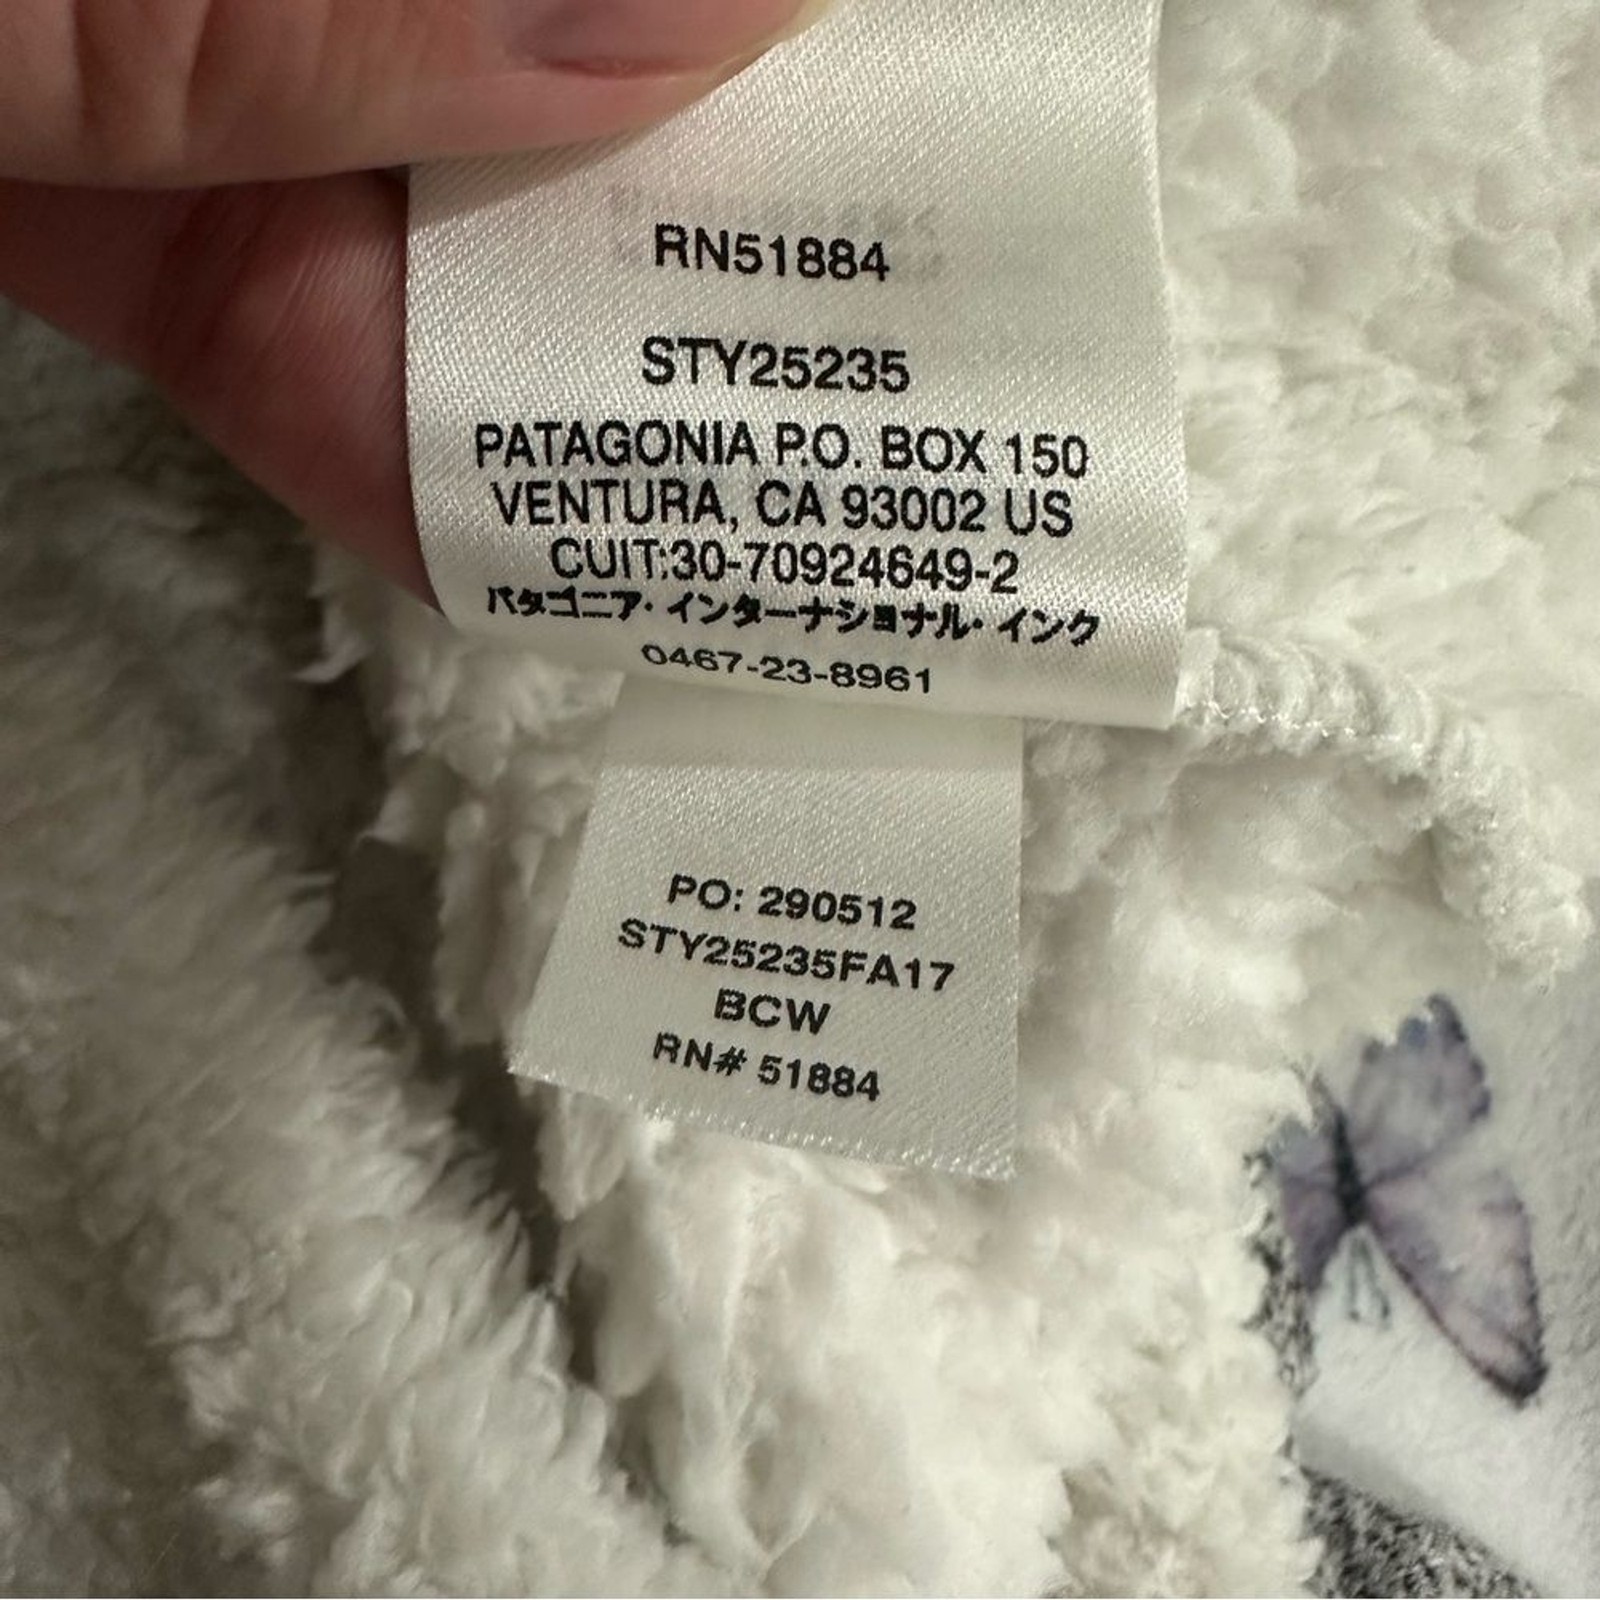 RN51884
STY25235
PATAGONIA P.O. BOX 150
VENTURA, CA 93002 US
CUIT:30-70924649-2
パタゴニア・インターナショナル・インク
0467-23-8961
PO: 290512
STY25235FA17
BCW
RN# 51884